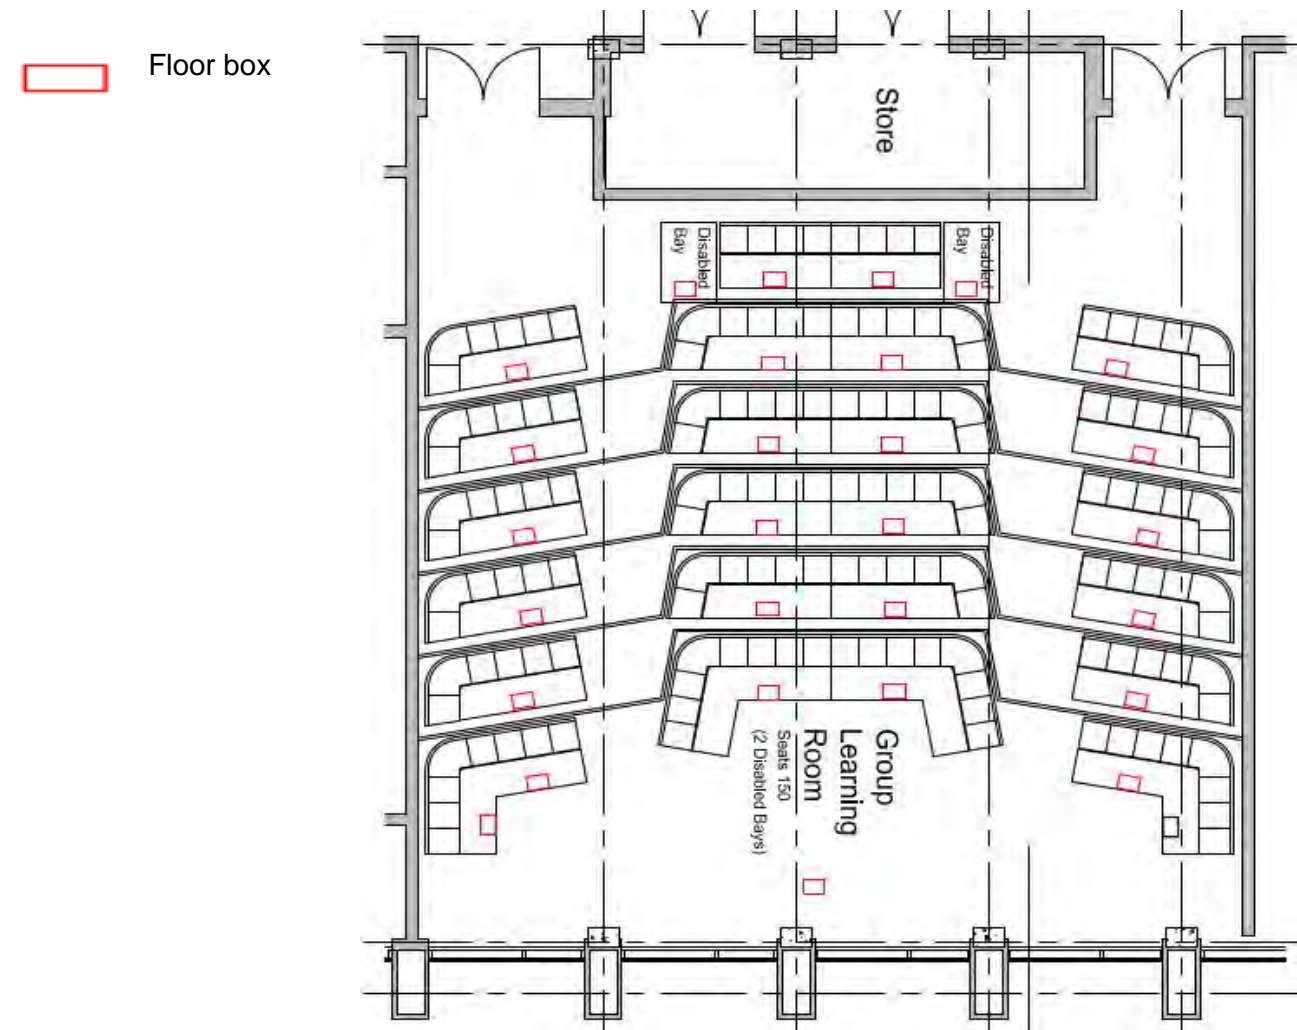 Floor box
Store
Disabled
Bay
Disabled
Bay
Group
Learning
Room
Seats 150
(2 Disabled Bays)